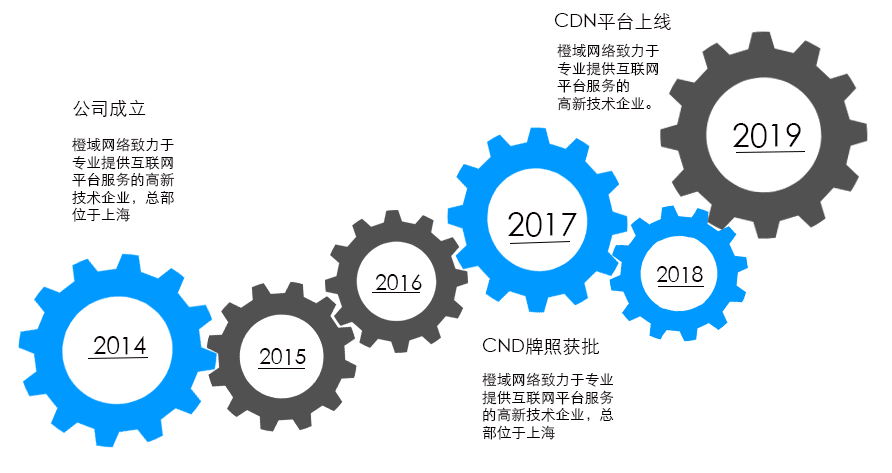 CDN平台上线
橙域网络致力于
专业提供互联网
平台服务的
高新技术企业。
公司成立
橙域网络致力于
专业提供互联网
平台服务的高新
技术企业，总部
位于上海
2019
2017
2016
2018
2014
2015
CND牌照获批
橙域网络致力于专业
提供互联网平台服务
的高新技术企业，总
部位于上海